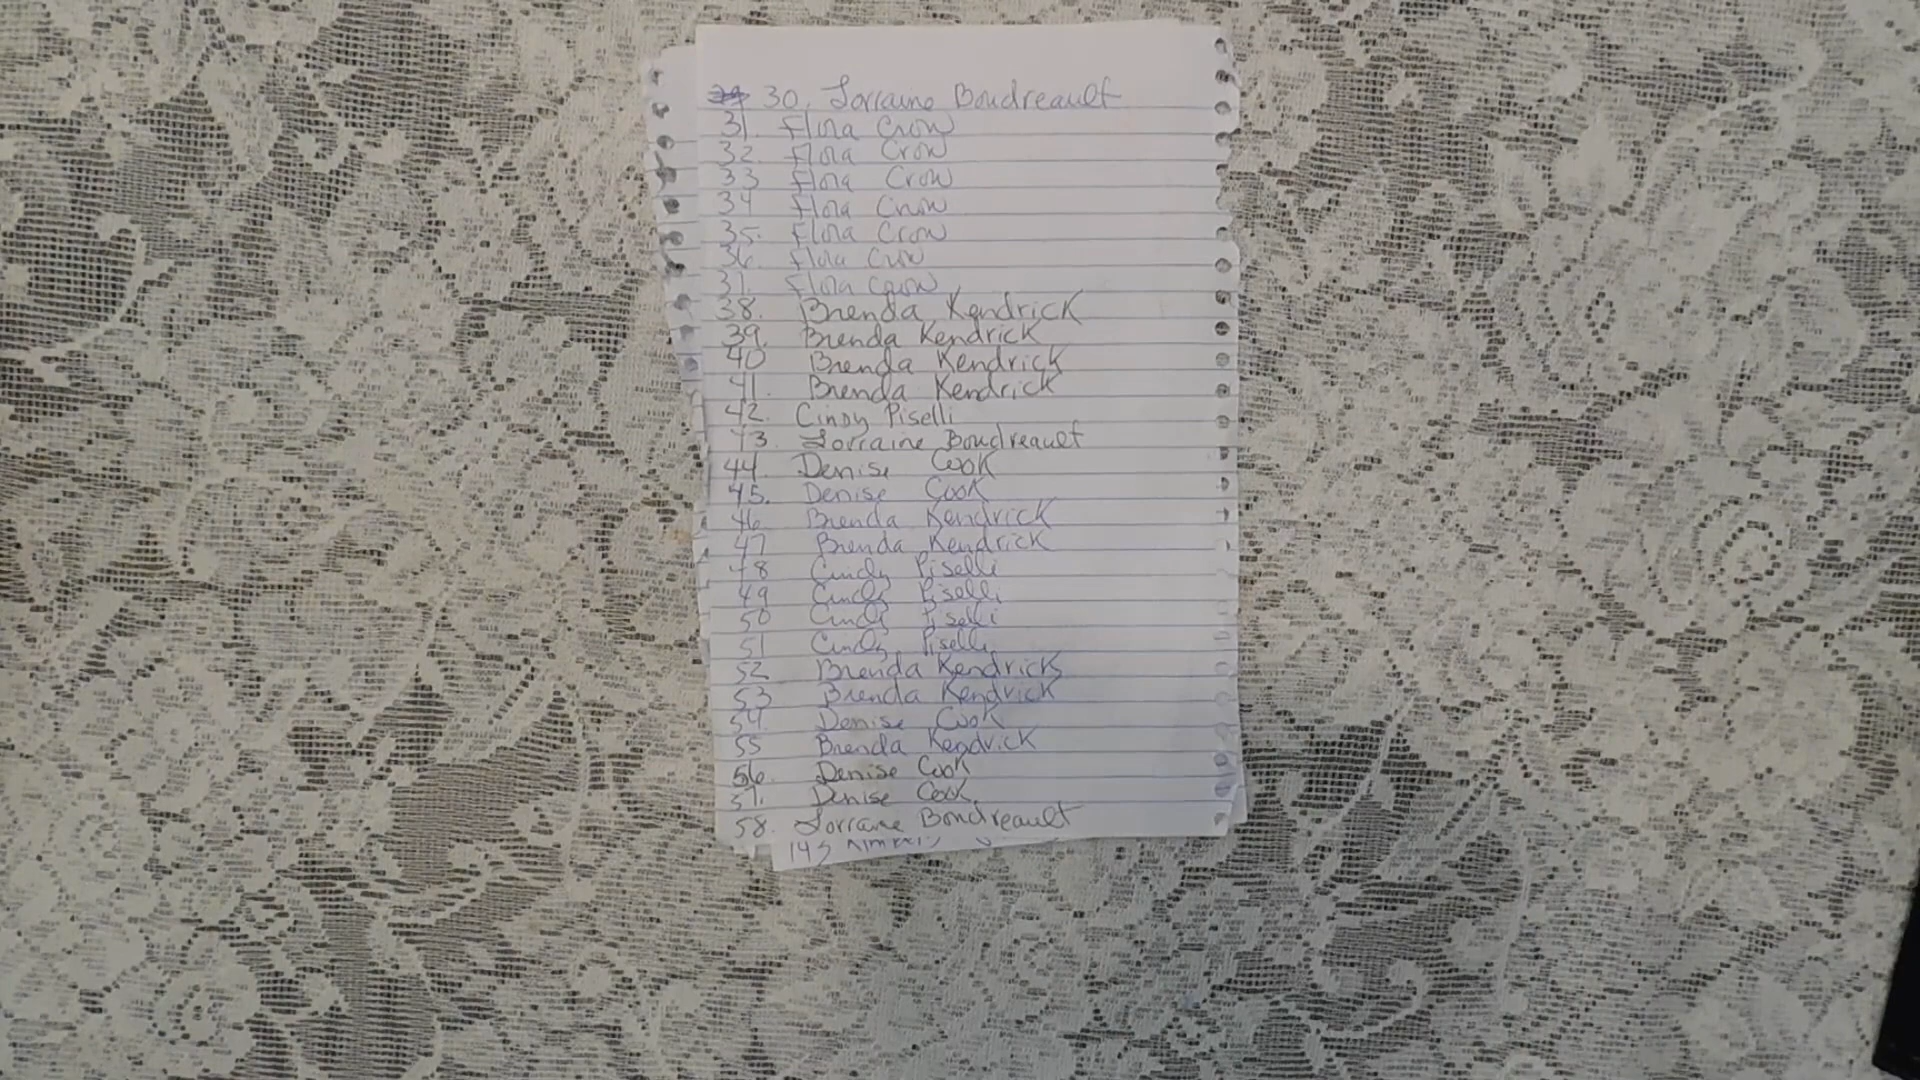 30. Lorraine Boudreault
31. Flora Crow
32. Flora Crow
33 Flora Crow
34 Flora Crow
35. Flora Crow
36. Flora Crow
37. Flora Crow
38. Brenda Kendrick
39. Brenda Kendrick
40 Brenda Kendrick
41. Brenda Kendrick
42. Cindy Piselli
43. Lorraine Boudreault
44 Denise Cook
45. Denise Cook
46 Brenda Kendrick
47 Brenda Kendrick
48 Cindy Piselli
49 Cindy Piselli
50 Cindy Piselli
51 Cindy Piselli
52 Brenda Kendrick
53 Brenda Kendrick
54 Denise Cook
55 Brenda Kendrick
56. Denise Cook
57. Denise Cook
58. Lorraine Boudreault